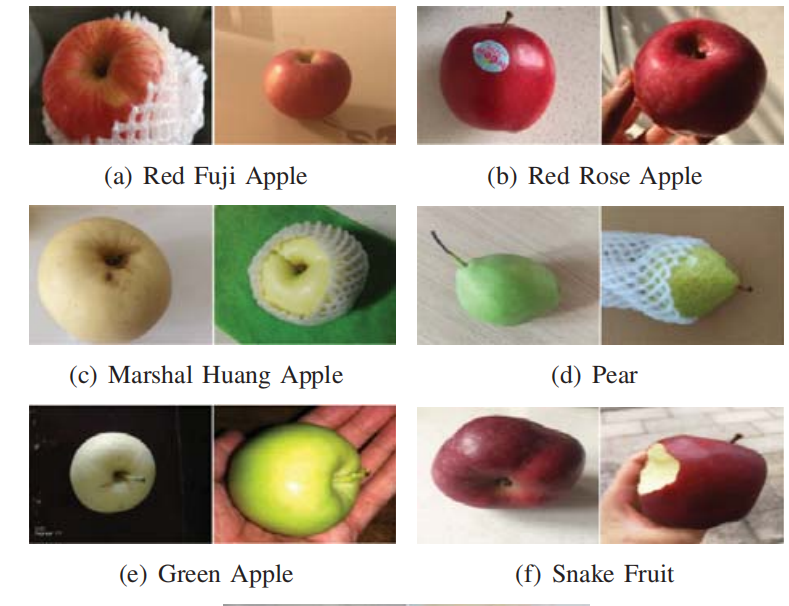 (a) Red Fuji Apple
(b) Red Rose Apple
(c) Marshal Huang Apple
(d) Pear
(e) Green Apple
(f) Snake Fruit